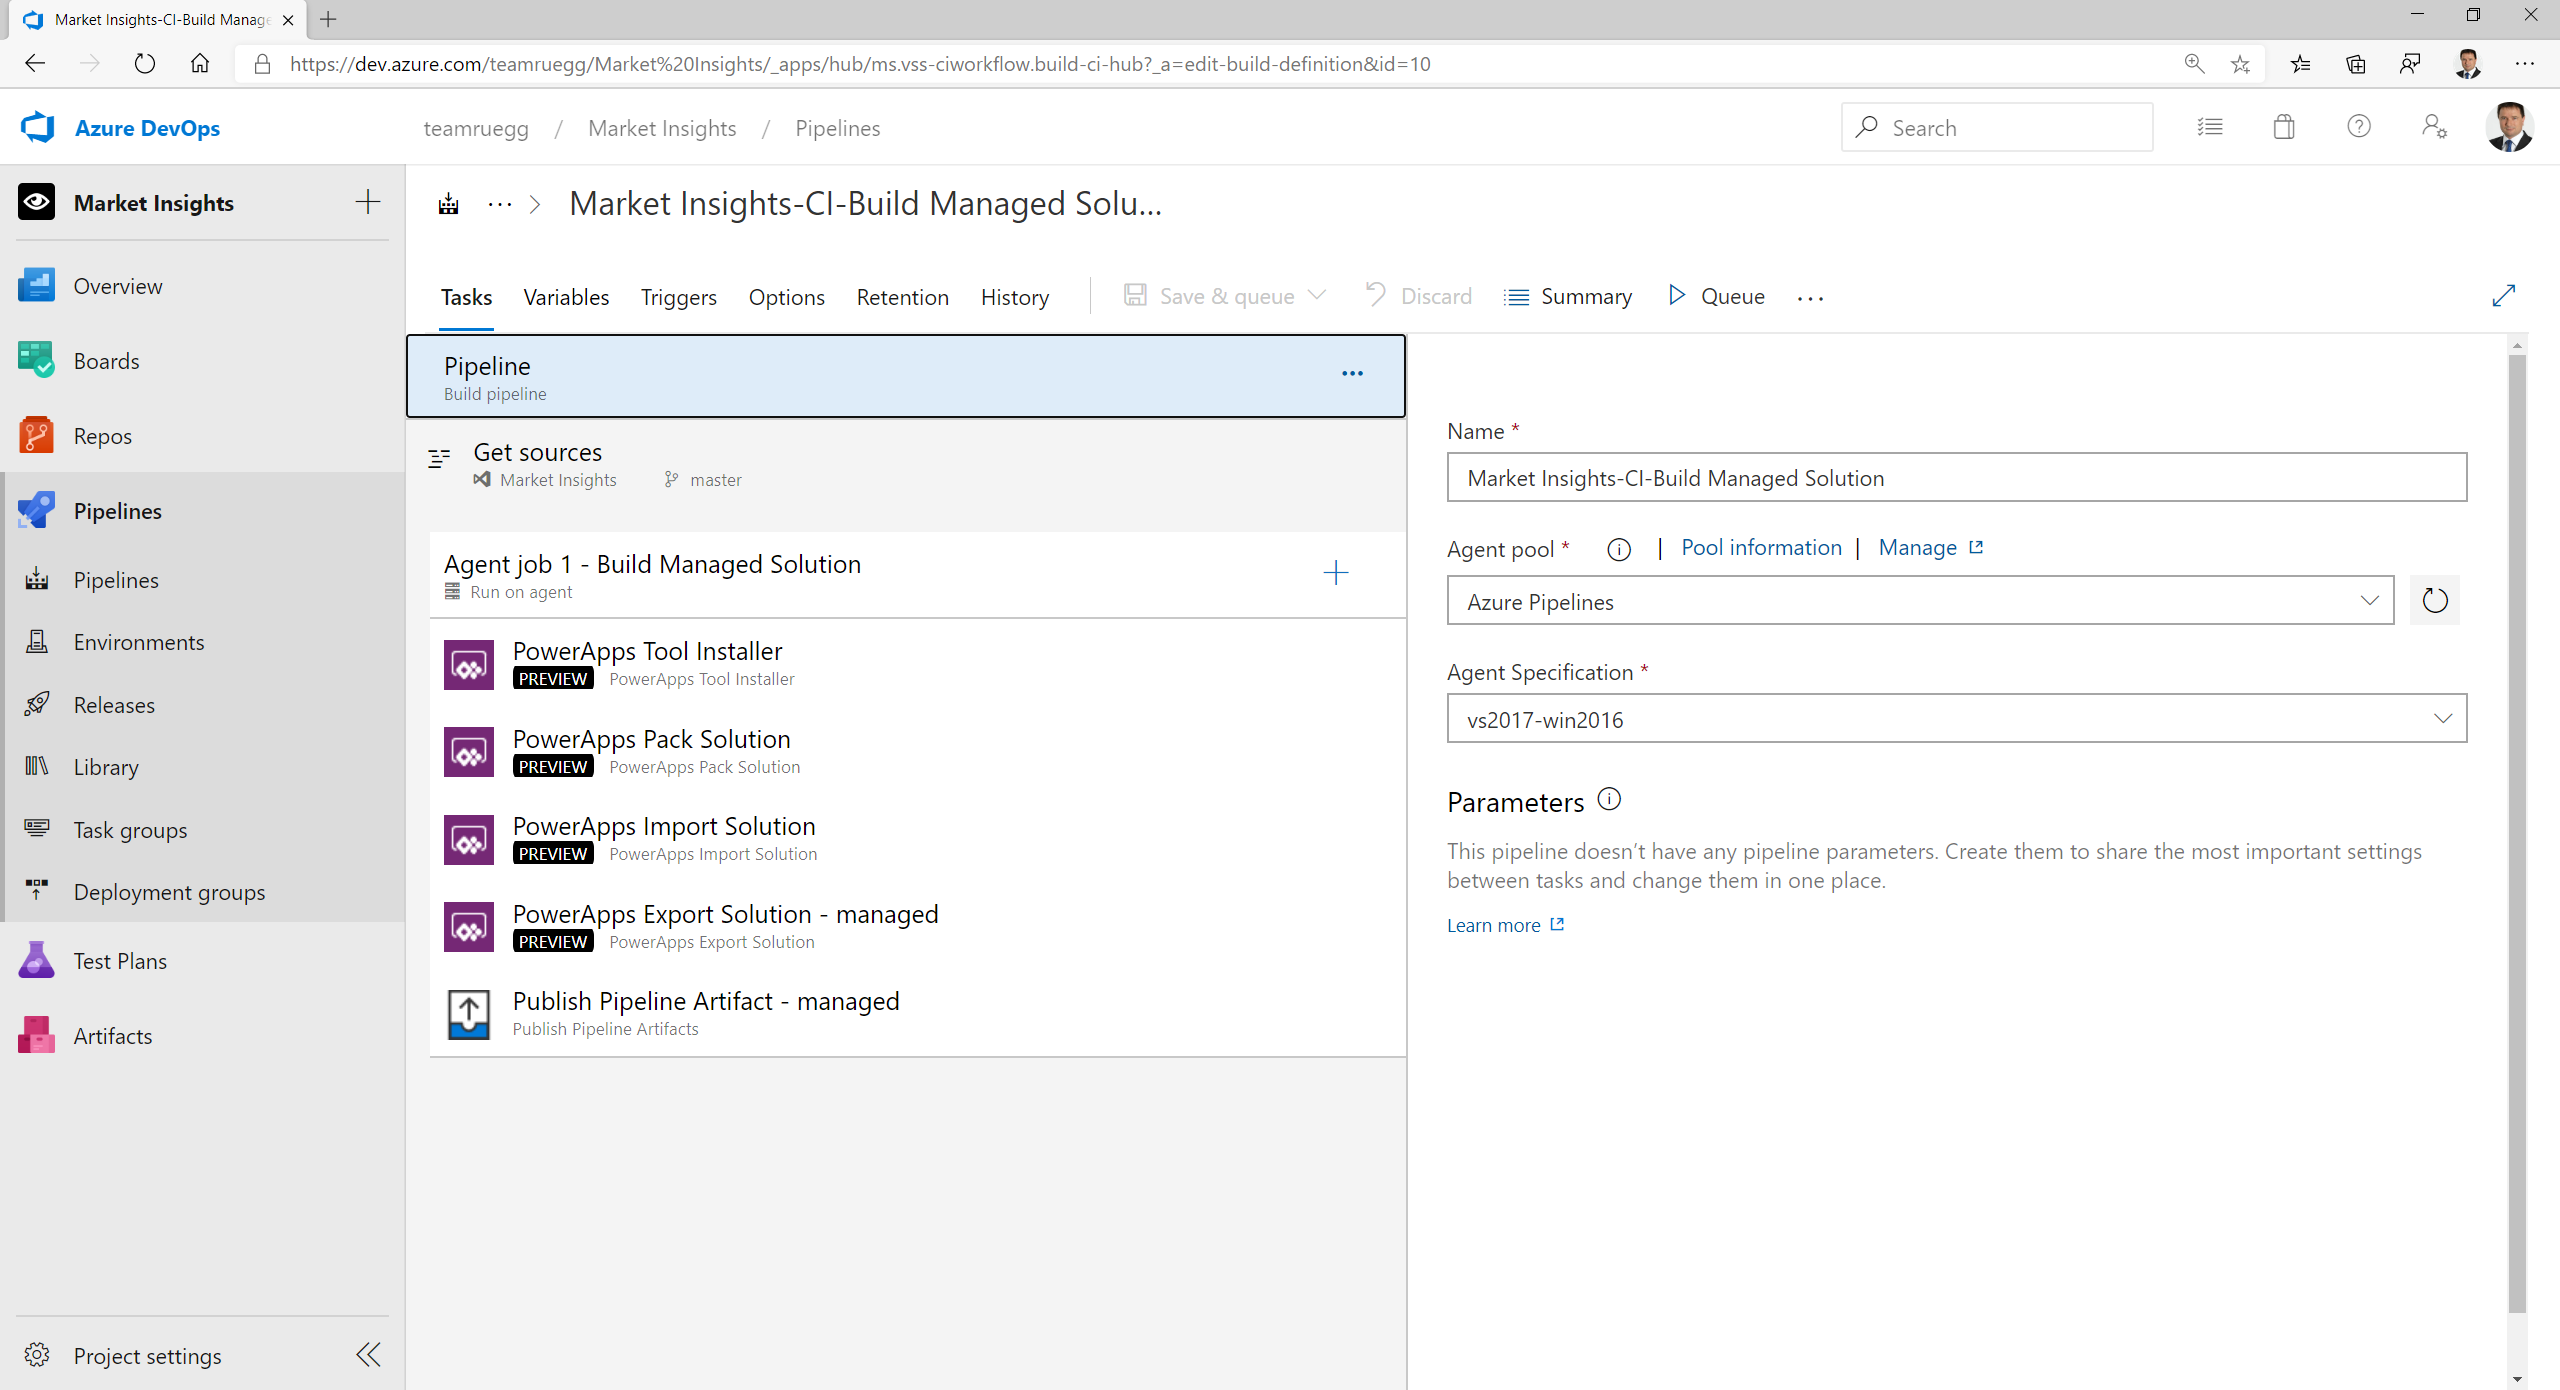 Market Insights-CI-Build Manage
https://dev.azure.com/teamruegg/Market%20Insights/_apps/hub/ms.vss-ciworkflow.build-ci-hub?_a=edit-build-definition&id=10
Azure DevOps
teamruegg / Market Insights / Pipelines
Search
Market Insights
Overview
Boards
Repos
Pipelines
Pipelines
Environments
Releases
Library
Task groups
Deployment groups
Test Plans
Artifacts
Project settings
··· > Market Insights-CI-Build Managed Solu...
Tasks Variables Triggers Options Retention History Save & queue Discard Summary Queue ...
Pipeline
Build pipeline
Get sources
Market Insights master
Agent job 1 - Build Managed Solution
Run on agent
PowerApps Tool Installer
PREVIEW PowerApps Tool Installer
PowerApps Pack Solution
PREVIEW PowerApps Pack Solution
PowerApps Import Solution
PREVIEW PowerApps Import Solution
PowerApps Export Solution - managed
PREVIEW PowerApps Export Solution
Publish Pipeline Artifact - managed
Publish Pipeline Artifacts
Name *
Market Insights-CI-Build Managed Solution
Agent pool * | Pool information | Manage
Azure Pipelines
Agent Specification *
vs2017-win2016
Parameters
This pipeline doesn't have any pipeline parameters. Create them to share the most important settings
between tasks and change them in one place.
Learn more